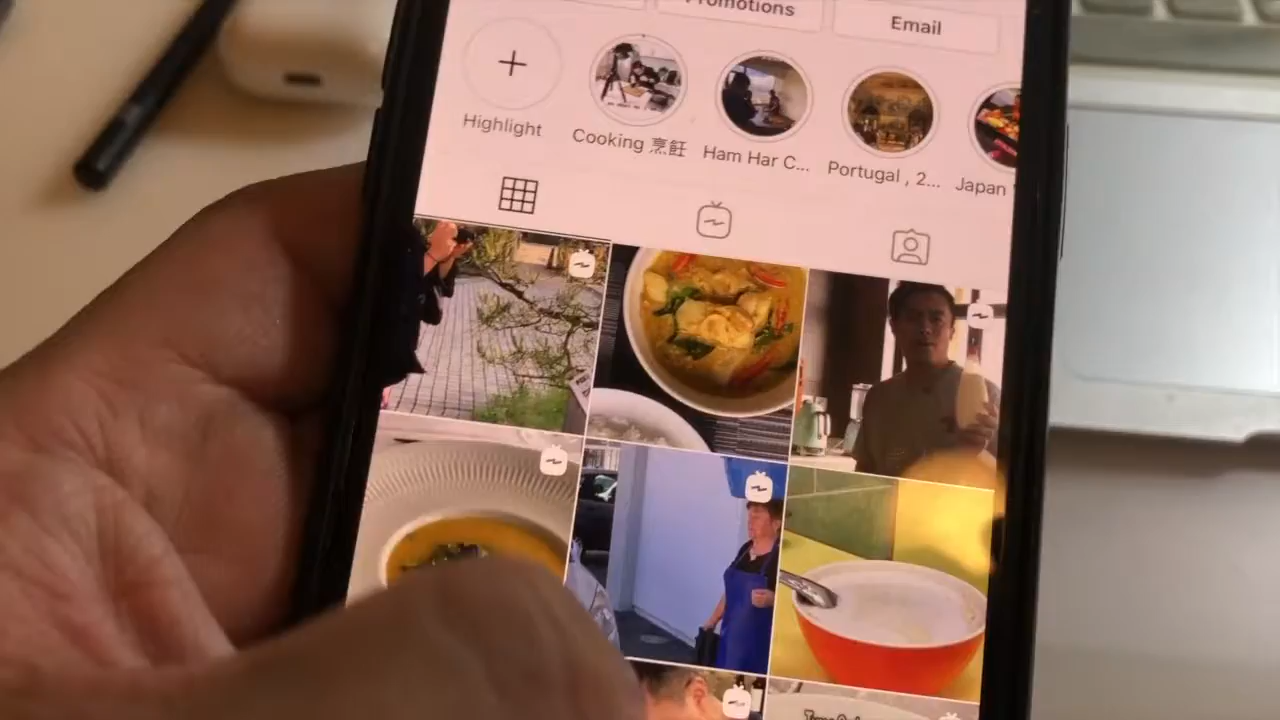 Promotions
Email
Highlight
Cooking 烹飪
Ham Har C...
Portugal , 2...
Japan